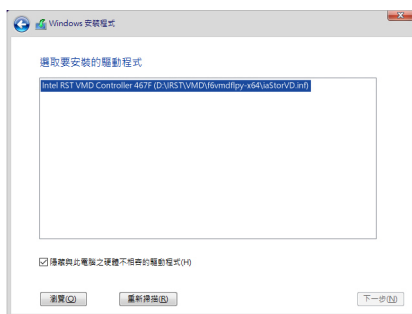 Windows 安裝程式
選取要安裝的驅動程式
Intel RST VMD Controller 467F (D:\IRST\VMD\f6vmdflpy-x64\iaStorVD.inf)
隱藏與此電腦之硬體不相容的驅動程式(H)
瀏覽(O)
重新掃描(R)
下一步(N)